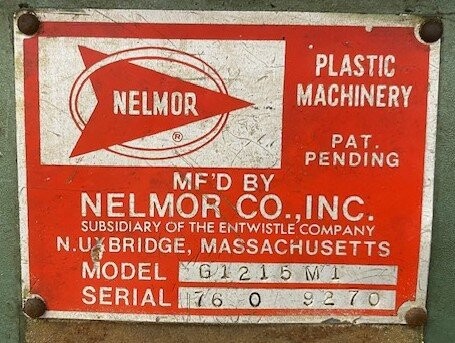 NELMOR
®
PLASTIC
MACHINERY
PAT.
PENDING
MF'D BY
NELMOR CO., INC.
SUBSIDIARY OF THE ENTWISTLE COMPANY
N. UXBRIDGE, MASSACHUSETTS
MODEL G1215M1
SERIAL 76 0 9270